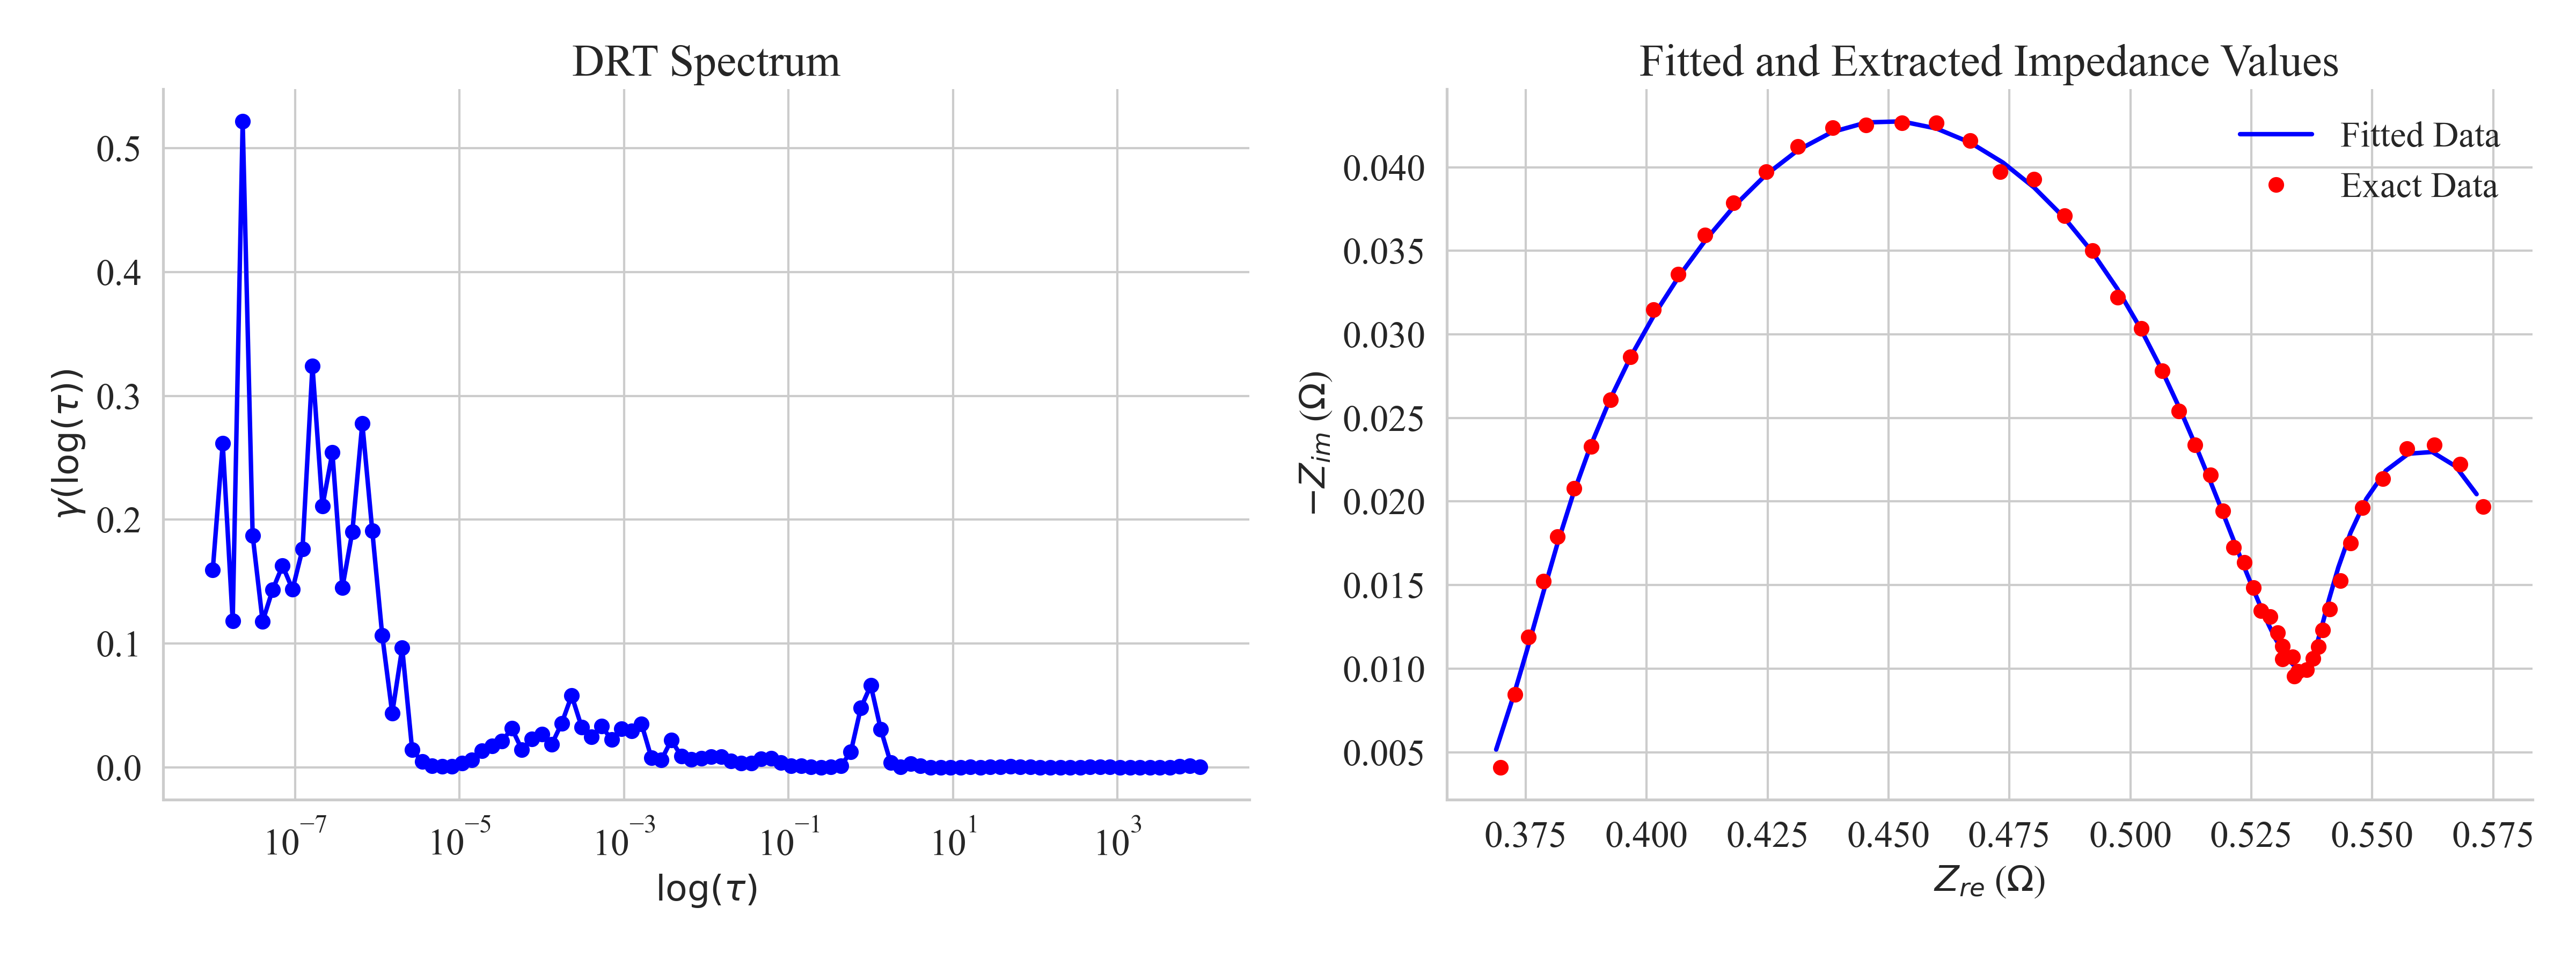 DRT Spectrum
γ(log(τ))
0.5
0.4
0.3
0.2
0.1
0.0
10⁻⁷ 10⁻⁵ 10⁻³ 10⁻¹ 10¹ 10³
log(τ)
Fitted and Extracted Impedance Values
Fitted Data
Exact Data
−Z_im (Ω)
0.040
0.035
0.030
0.025
0.020
0.015
0.010
0.005
0.375 0.400 0.425 0.450 0.475 0.500 0.525 0.550 0.575
Z_re (Ω)